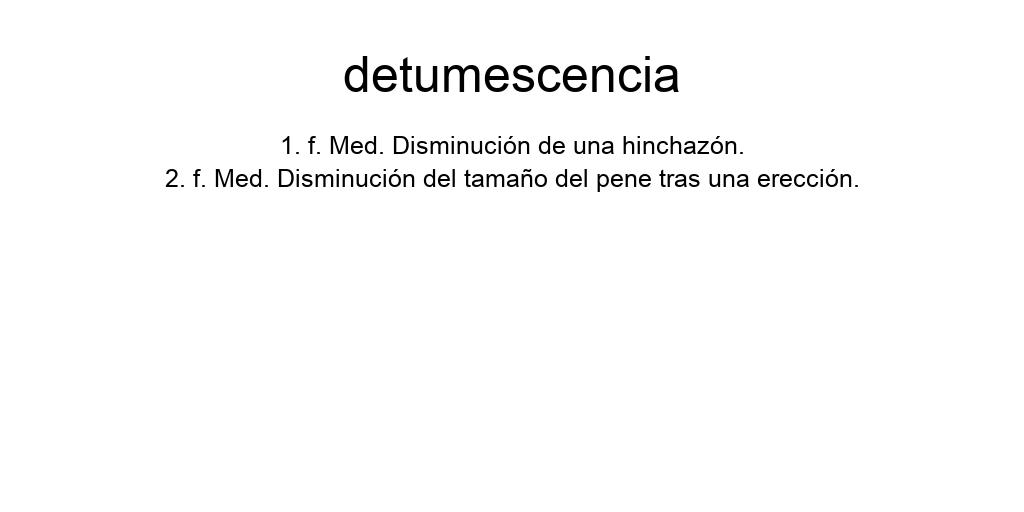 detumescencia
1. f. Med. Disminución de una hinchazón.
2. f. Med. Disminución del tamaño del pene tras una erección.